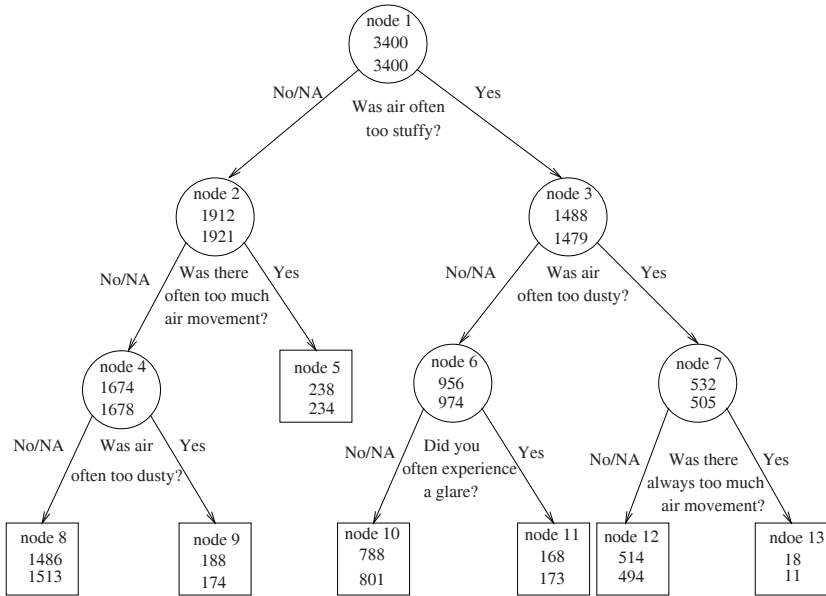 node 1
3400
3400
No/NA
Was air often
too stuffy?
Yes
node 2
1912
1921
node 3
1488
1479
No/NA
Was there
often too much
air movement?
Yes
No/NA
Was air
often too dusty?
Yes
node 4
1674
1678
node 5
238
234
node 6
956
974
node 7
532
505
No/NA
Was air
often too dusty?
Yes
No/NA
Did you
often experience
a glare?
Yes
No/NA
Was there
always too much
air movement?
Yes
node 8
1486
1513
node 9
188
174
node 10
788
801
node 11
168
173
node 12
514
494
ndoe 13
18
11